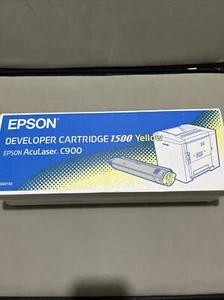 EPSON
DEVELOPER CARTRIDGE 1500 Yellow
EPSON AcuLaser C900